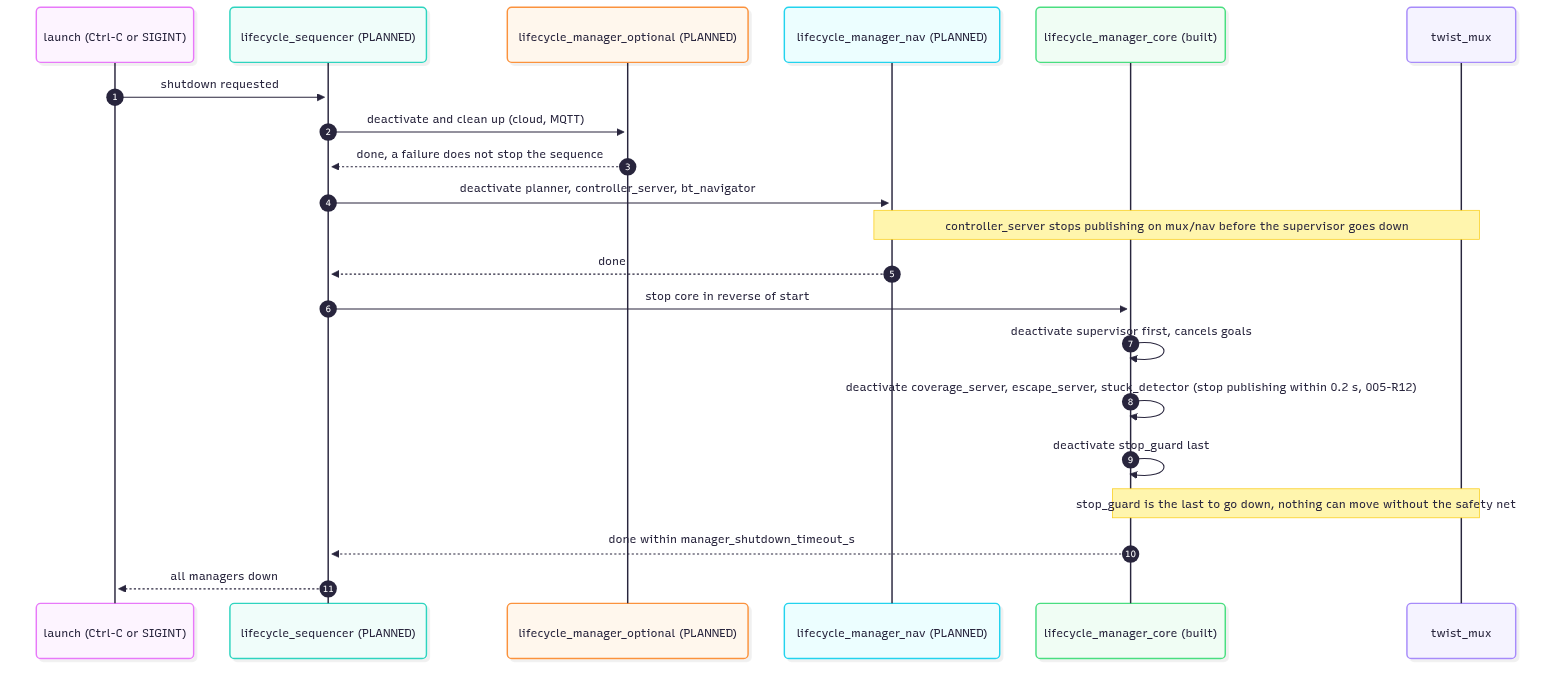 launch (Ctrl-C or SIGINT)
lifecycle_sequencer (PLANNED)
lifecycle_manager_optional (PLANNED)
lifecycle_manager_nav (PLANNED)
lifecycle_manager_core (built)
twist_mux
shutdown requested
1
deactivate and clean up (cloud, MQTT)
2
done, a failure does not stop the sequence
3
deactivate planner, controller_server, bt_navigator
4
controller_server stops publishing on mux/nav before the supervisor goes down
done
5
stop core in reverse of start
6
deactivate supervisor first, cancels goals
7
deactivate coverage_server, escape_server, stuck_detector (stop publishing within 0.2 s, 005-R12)
8
deactivate stop_guard last
9
stop_guard is the last to go down, nothing can move without the safety net
done within manager_shutdown_timeout_s
10
all managers down
11
launch (Ctrl-C or SIGINT)
lifecycle_sequencer (PLANNED)
lifecycle_manager_optional (PLANNED)
lifecycle_manager_nav (PLANNED)
lifecycle_manager_core (built)
twist_mux